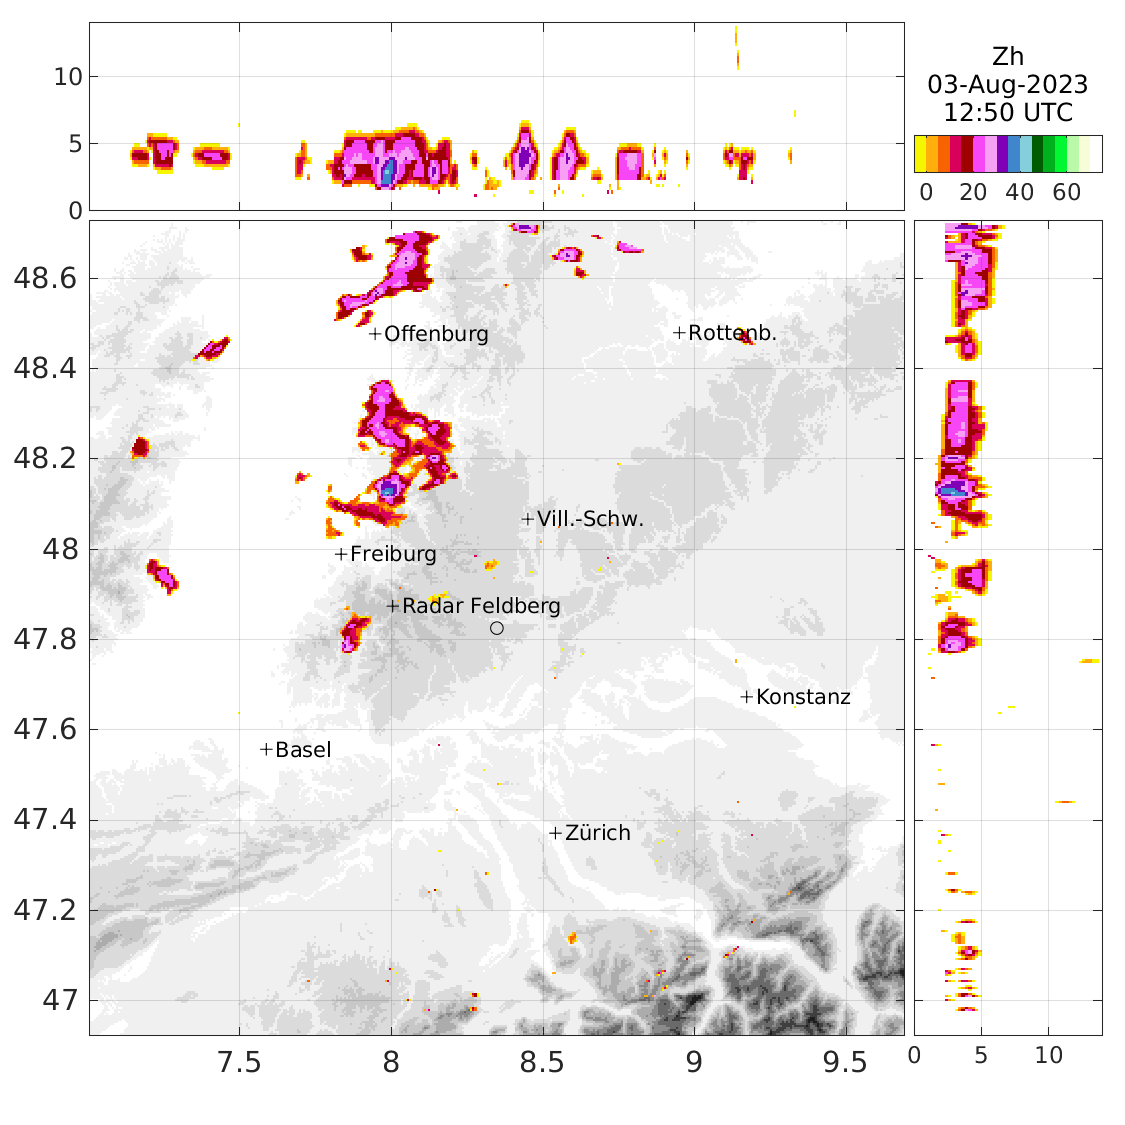 Zh
03-Aug-2023
12:50 UTC
10
5
0
0 20 40 60
48.6
Offenburg
Rottenb.
48.4
48.2
Vill.-Schw.
48
Freiburg
Radar Feldberg
47.8
Konstanz
47.6
Basel
47.4
Zürich
47.2
47
7.5 8 8.5 9 9.5
0 5 10